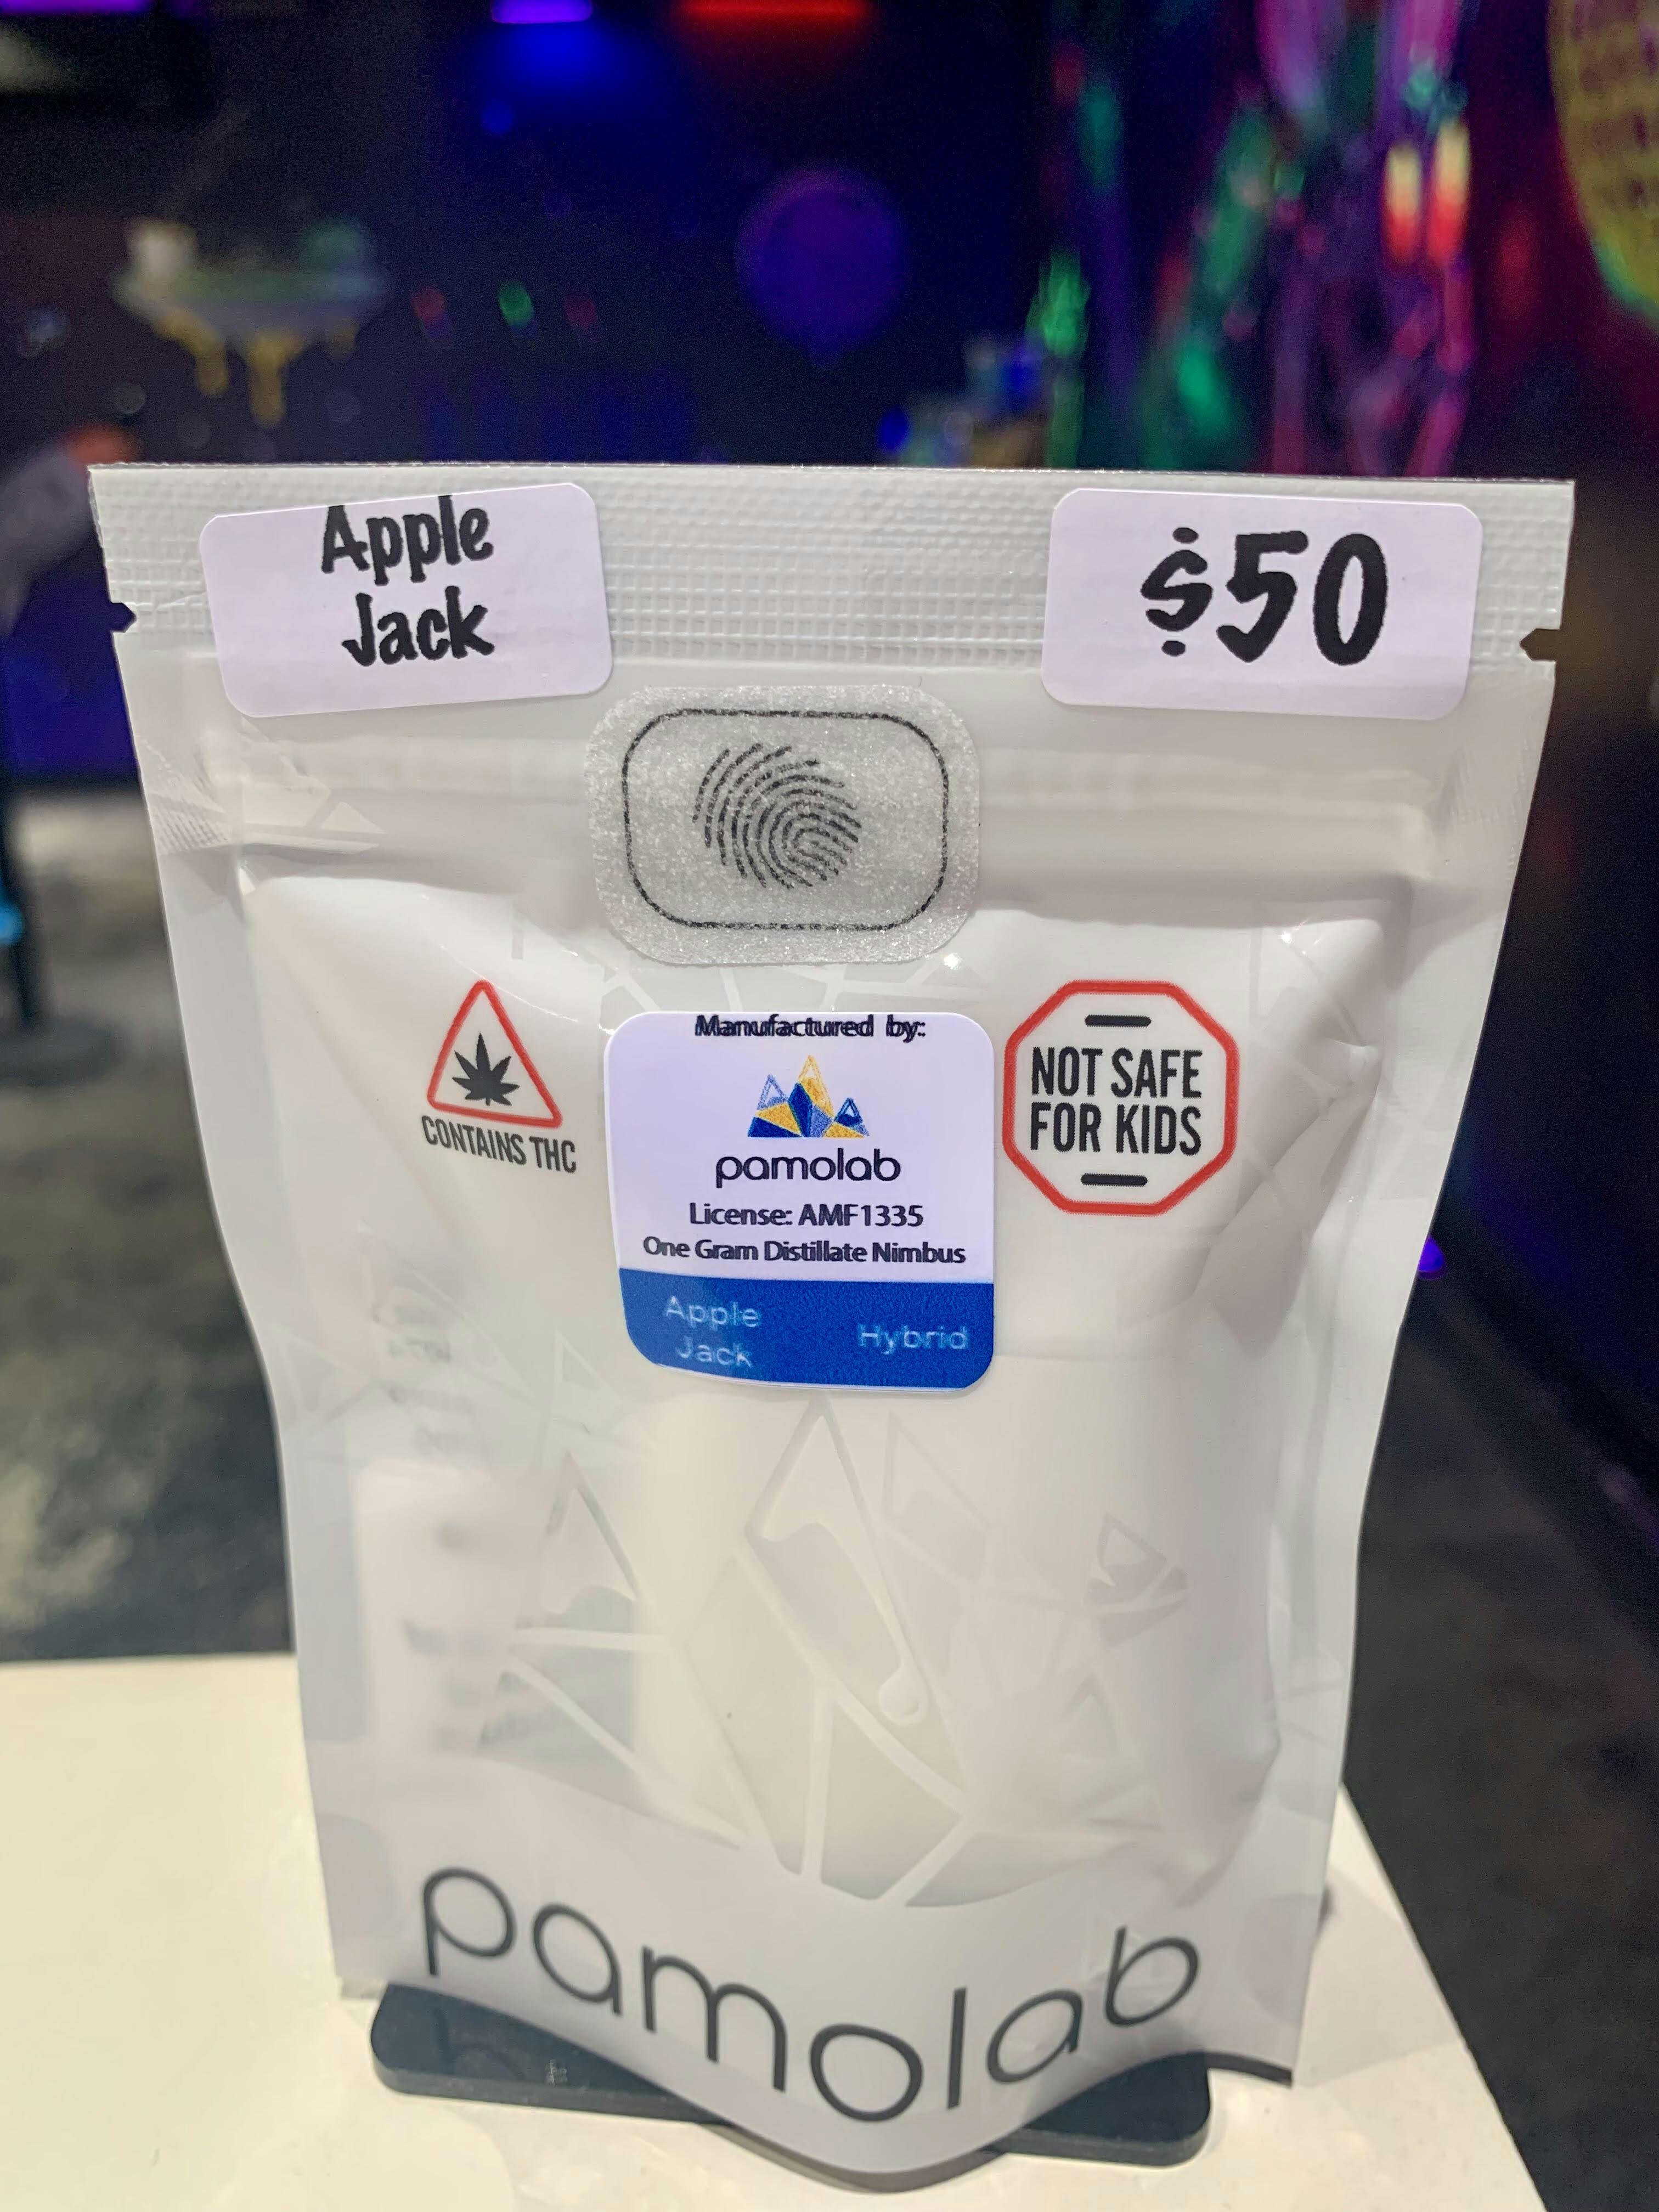 Apple
Jack
$50
CONTAINS THC
Manufactured by:
pamolab
License: AMF1335
One Gram Distillate Nimbus
Apple
Jack
Hybrid
NOT SAFE
FOR KIDS
pamolab